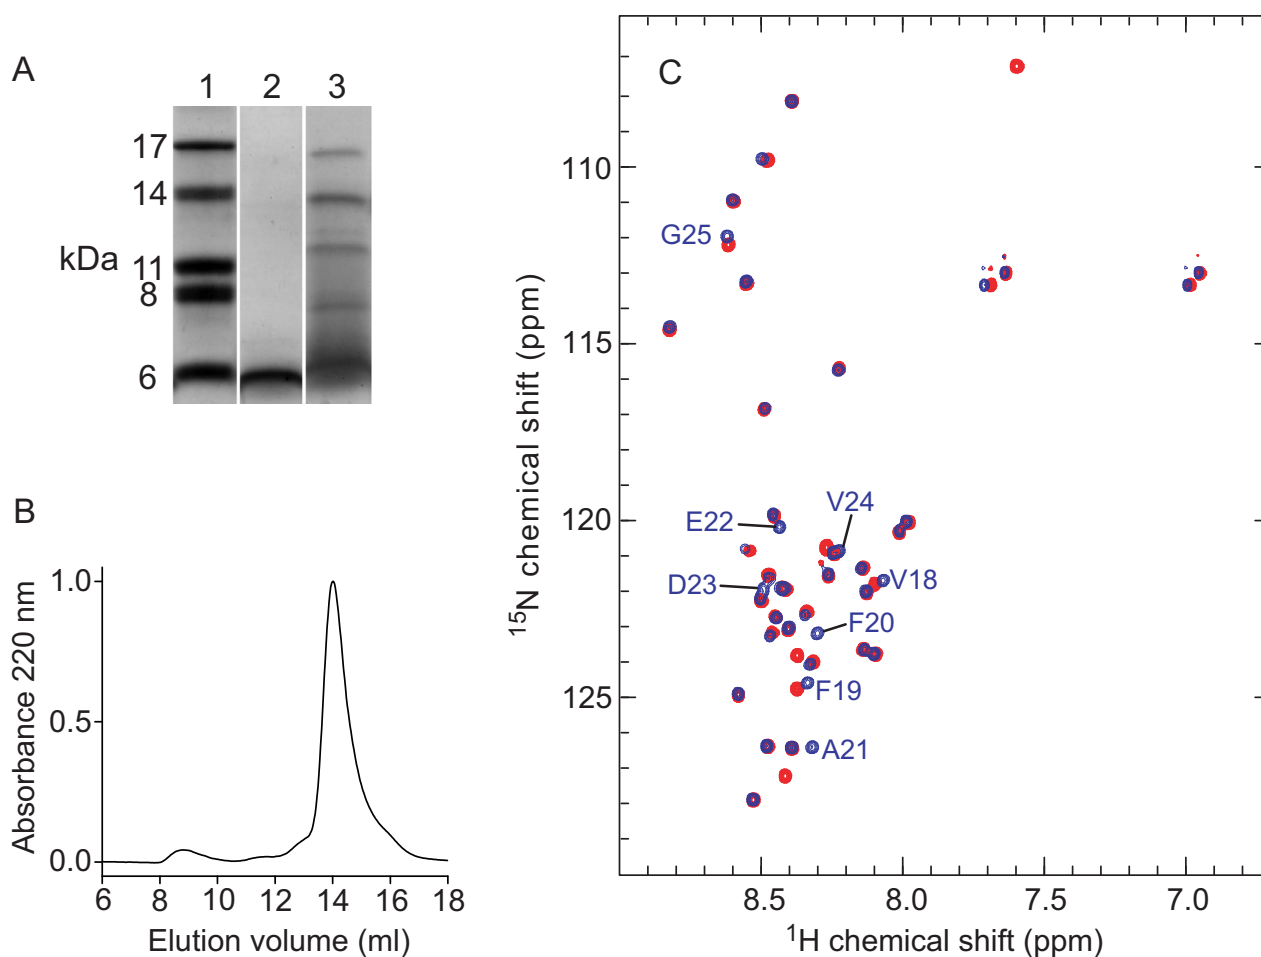 A
1 2 3
17
14
kDa
11
8
6
B
Absorbance 220 nm
1.0
0.5
0.0
6 8 10 12 14 16 18
Elution volume (ml)
C
15N chemical shift (ppm)
110
115
120
125
G25
E22
V24
D23
V18
F20
F19
A21
8.5 8.0 7.5 7.0
1H chemical shift (ppm)